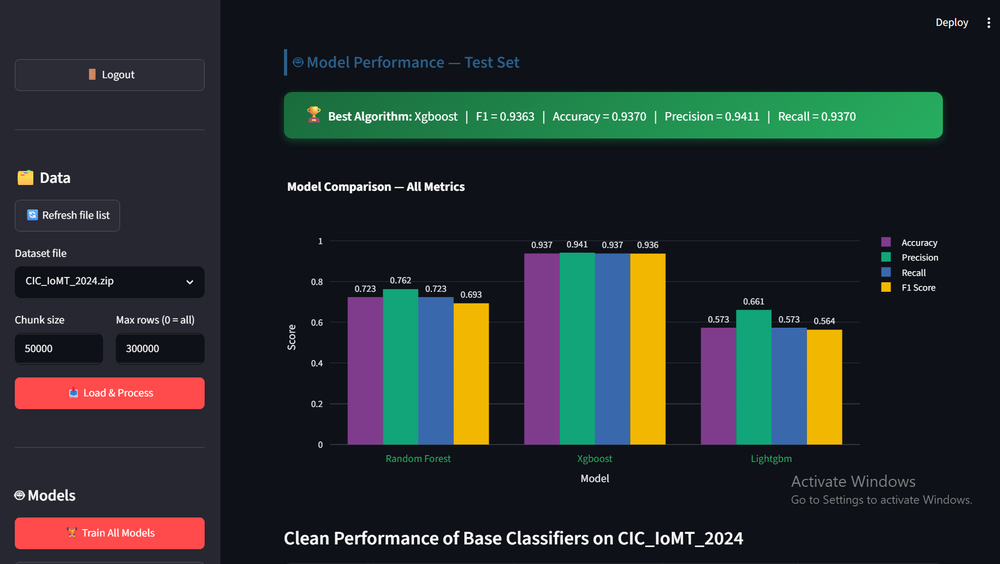 Deploy
Logout
Data
Refresh file list
Dataset file
CIC_IoMT_2024.zip
Chunk size
Max rows (0 = all)
50000
300000
Load & Process
Models
Train All Models
Model Performance — Test Set
Best Algorithm: Xgboost | F1 = 0.9363 | Accuracy = 0.9370 | Precision = 0.9411 | Recall = 0.9370
Model Comparison — All Metrics
1
0.8
0.6
0.4
0.2
0
Score
0.723
0.762
0.723
0.693
0.937
0.941
0.937
0.936
0.573
0.661
0.573
0.564
Random Forest
Xgboost
Lightgbm
Model
Accuracy
Precision
Recall
F1 Score
Activate Windows
Go to Settings to activate Windows.
Clean Performance of Base Classifiers on CIC_IoMT_2024